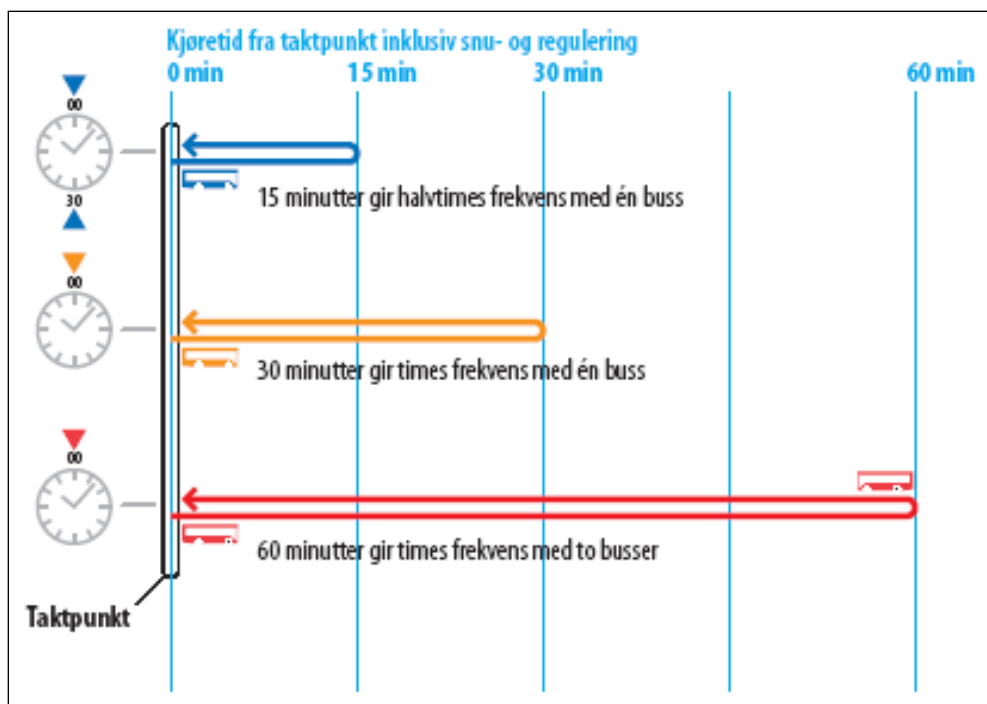 Kjøretid fra taktpunkt inklusiv snu- og regulering
0 min 15 min 30 min 60 min
00
30
15 minutter gir halvtimes frekvens med én buss
00
30 minutter gir times frekvens med én buss
00
60 minutter gir times frekvens med to busser
Taktpunkt